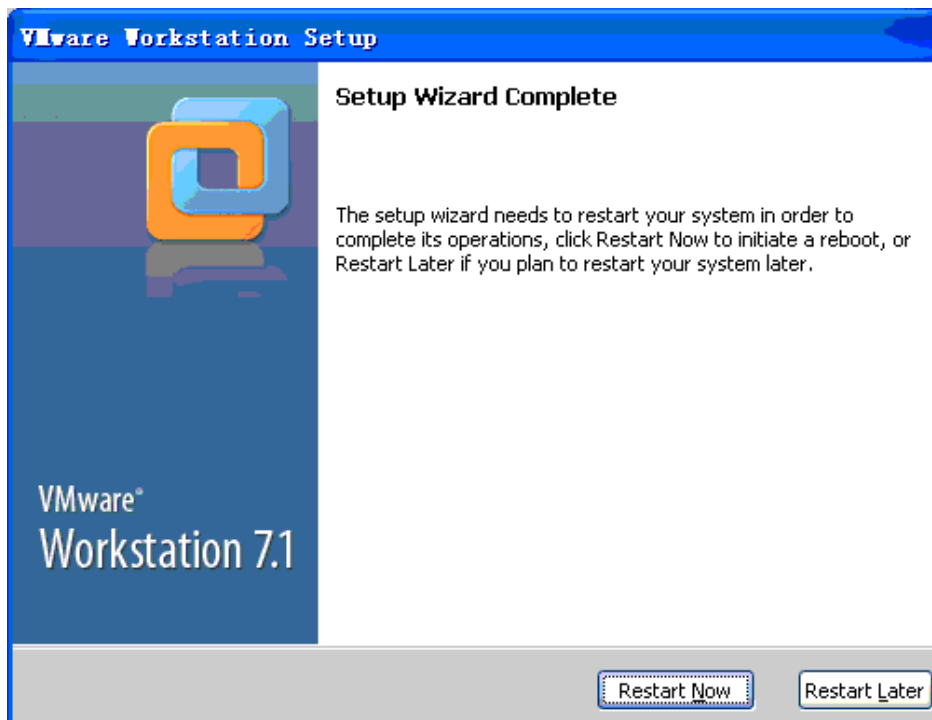 VMware Workstation Setup
Setup Wizard Complete
The setup wizard needs to restart your system in order to
complete its operations, click Restart Now to initiate a reboot, or
Restart Later if you plan to restart your system later.
VMware®
Workstation 7.1
Restart Now
Restart Later